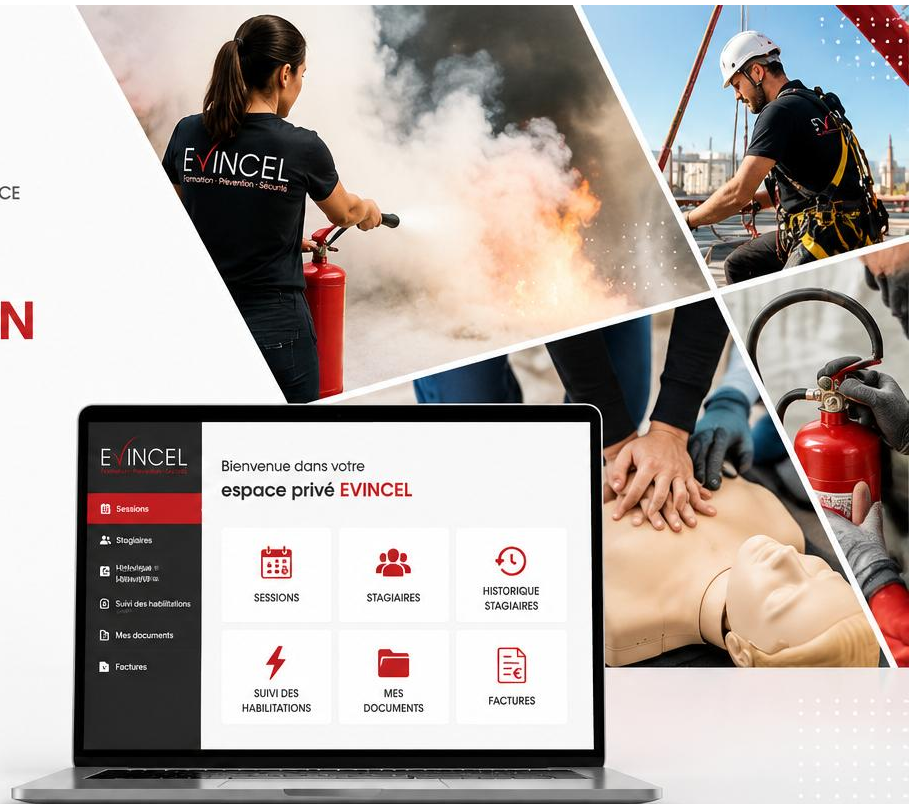 CE
N
EVINCEL
Formation - Prévention - Sécurité
EVINCEL
Sessions
Stagiaires
Suivi des habilitations
Mes documents
Factures
Bienvenue dans votre
espace privé EVINCEL
SESSIONS
STAGIAIRES
HISTORIQUE
STAGIAIRES
SUIVI DES
HABILITATIONS
MES
DOCUMENTS
FACTURES